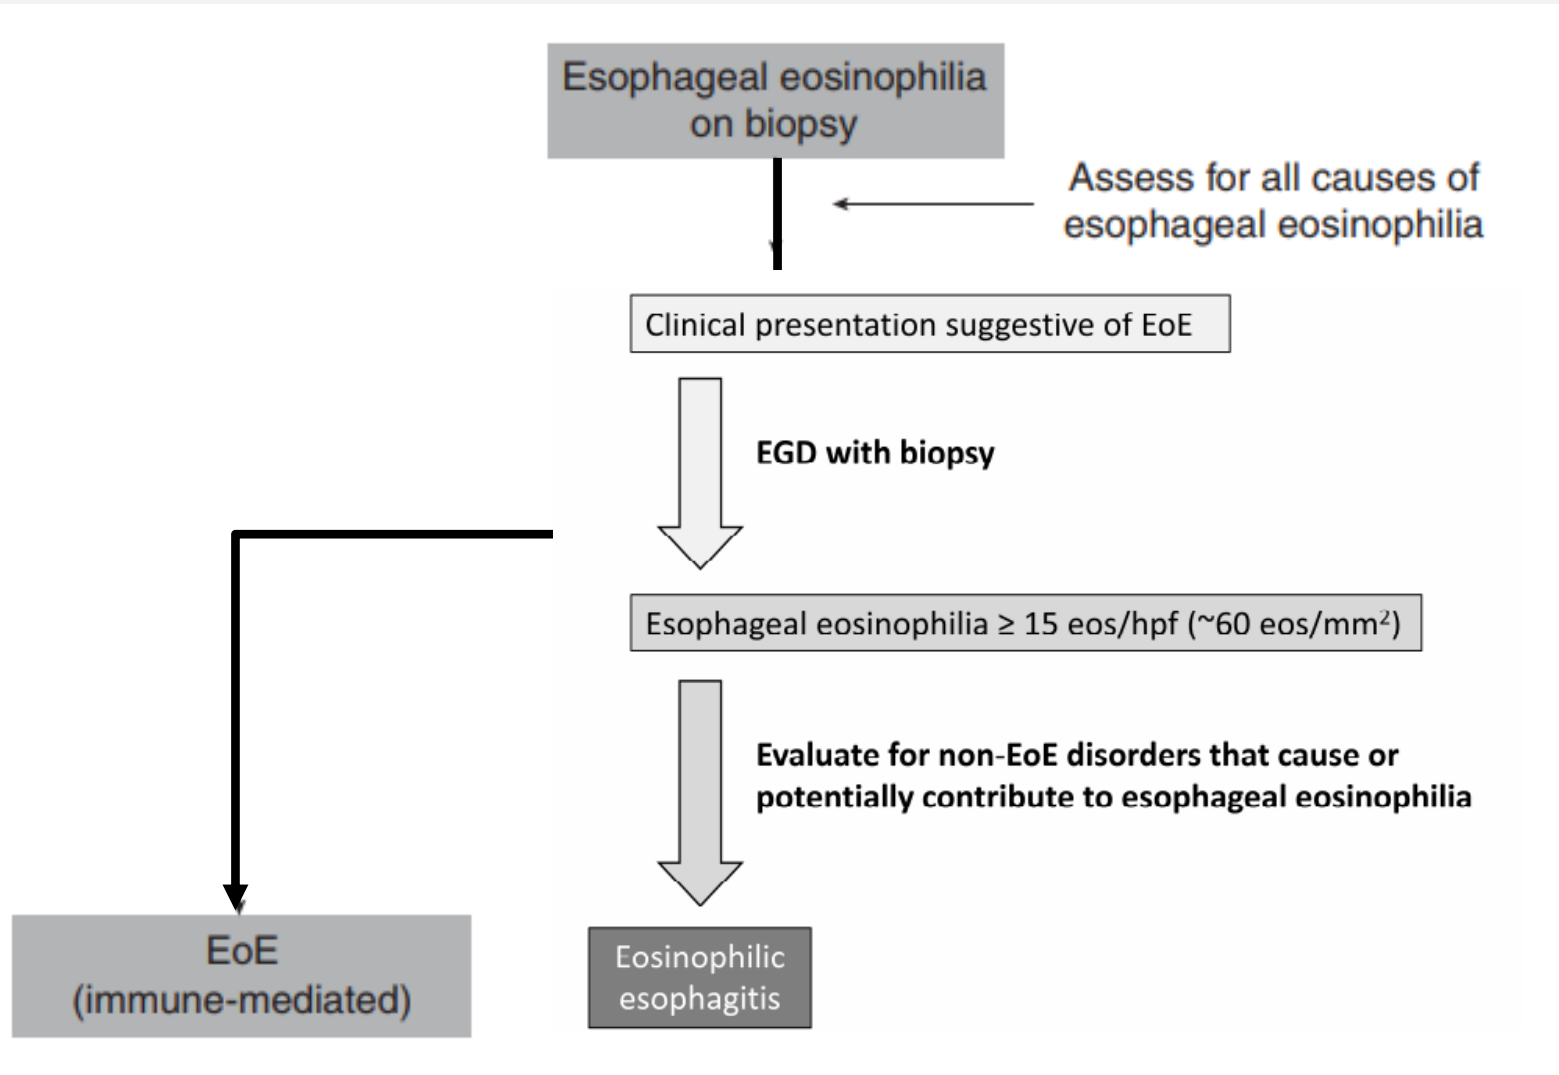 Esophageal eosinophilia
on biopsy
Assess for all causes of
esophageal eosinophilia
Clinical presentation suggestive of EoE
EGD with biopsy
Esophageal eosinophilia ≥ 15 eos/hpf (~60 eos/mm²)
Evaluate for non-EoE disorders that cause or
potentially contribute to esophageal eosinophilia
EoE
(immune-mediated)
Eosinophilic
esophagitis